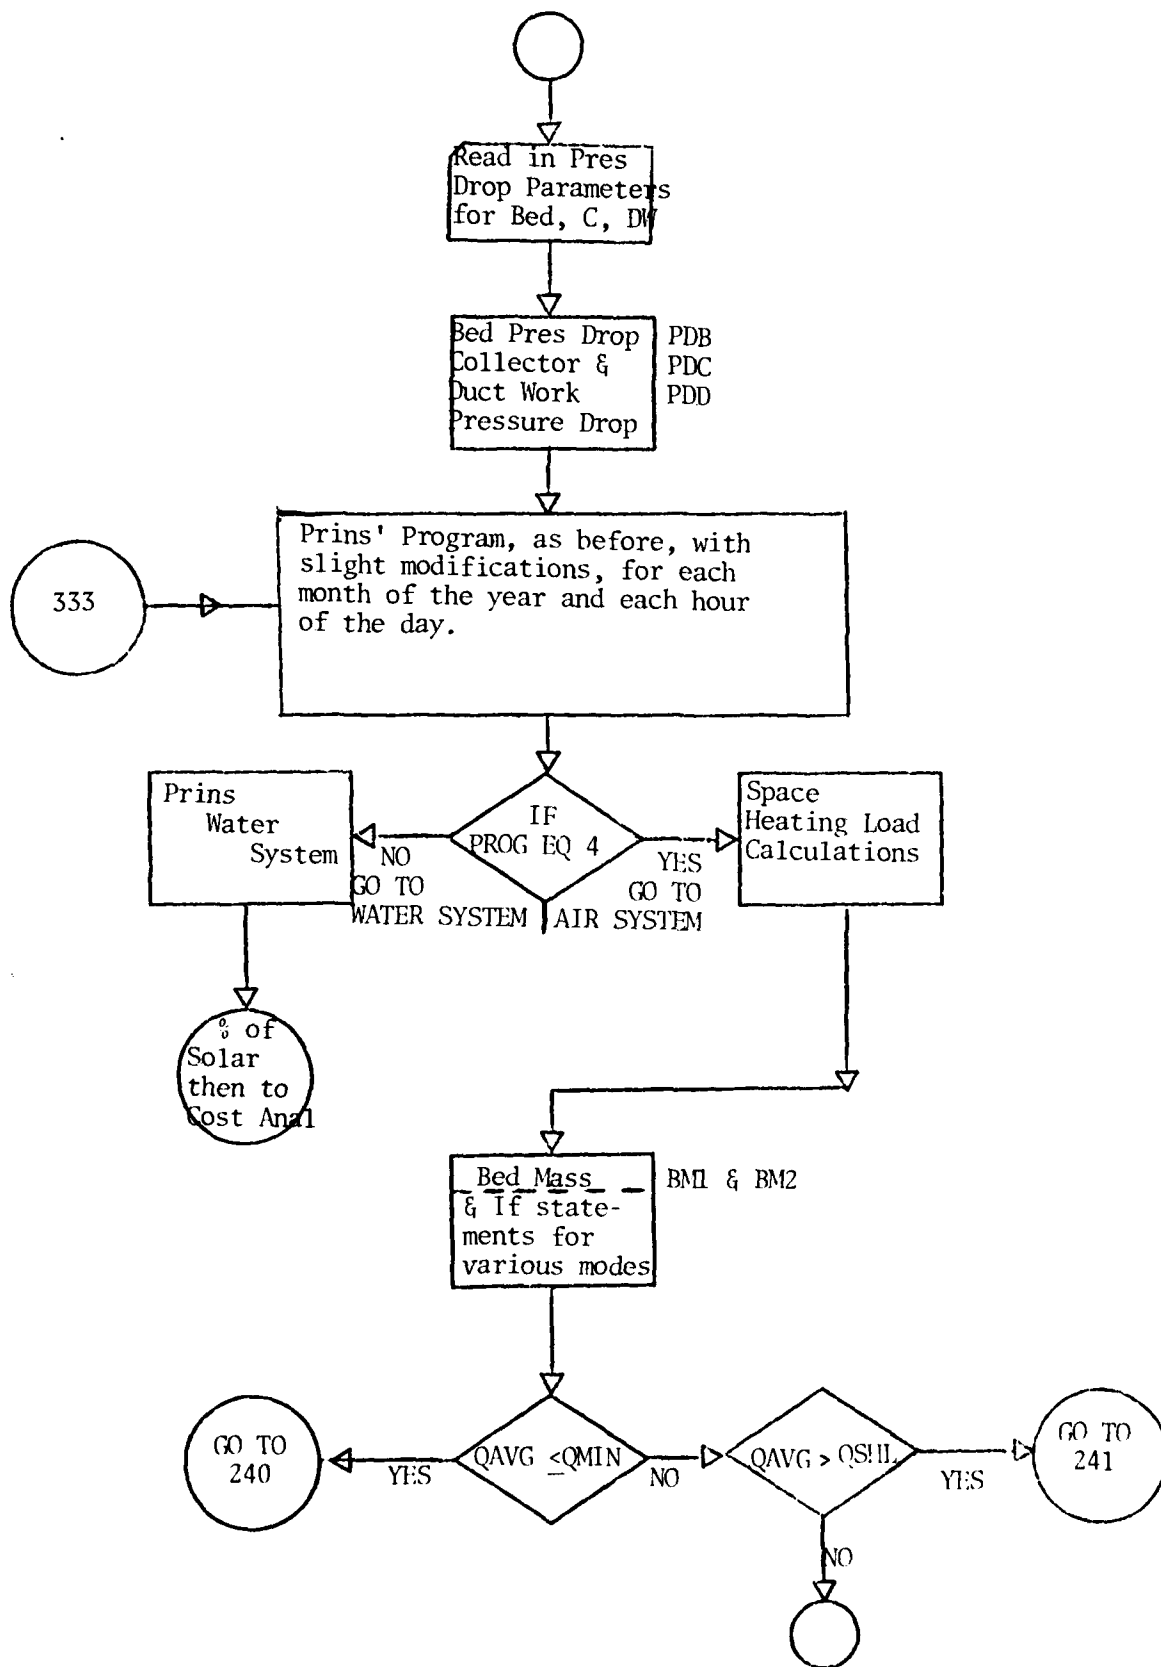 Read in Pres
Drop Parameters
for Bed, C, DW
Bed Pres Drop
Collector &
Duct Work
Pressure Drop
PDB
PDC
PDD
333
Prins' Program, as before, with
slight modifications, for each
month of the year and each hour
of the day.
Prins
Water
System
IF
PROG EQ 4
NO
GO TO
WATER SYSTEM
YES
GO TO
AIR SYSTEM
Space
Heating Load
Calculations
% of
Solar
then to
Cost Anal
Bed Mass
& If state-
ments for
various modes
BM1 & BM2
GO TO
240
YES
QAVG ≤QMIN
NO
QAVG > QSHL
YES
GO TO
241
NO